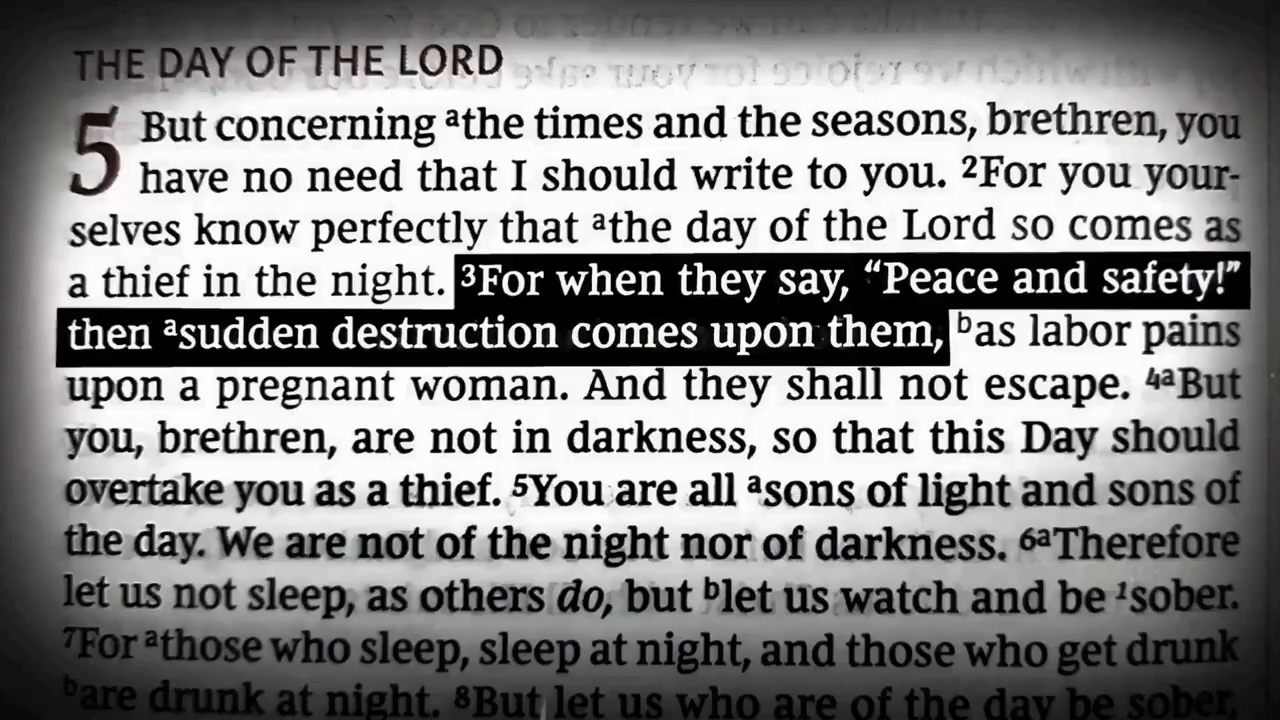 THE DAY OF THE LORD
5 But concerning ᵃthe times and the seasons, brethren, you
have no need that I should write to you. ²For you your-
selves know perfectly that ᵃthe day of the Lord so comes as
a thief in the night. ³For when they say, “Peace and safety!”
then ᵃsudden destruction comes upon them, ᵇas labor pains
upon a pregnant woman. And they shall not escape. ⁴ᵃBut
you, brethren, are not in darkness, so that this Day should
overtake you as a thief. ⁵You are all ᵃsons of light and sons of
the day. We are not of the night nor of darkness. ⁶ᵃTherefore
let us not sleep, as others do, but ᵇlet us watch and be ¹sober.
⁷For ᵃthose who sleep, sleep at night, and those who get drunk
ᵇare drunk at night. ⁸But let us who are of the day be sober,